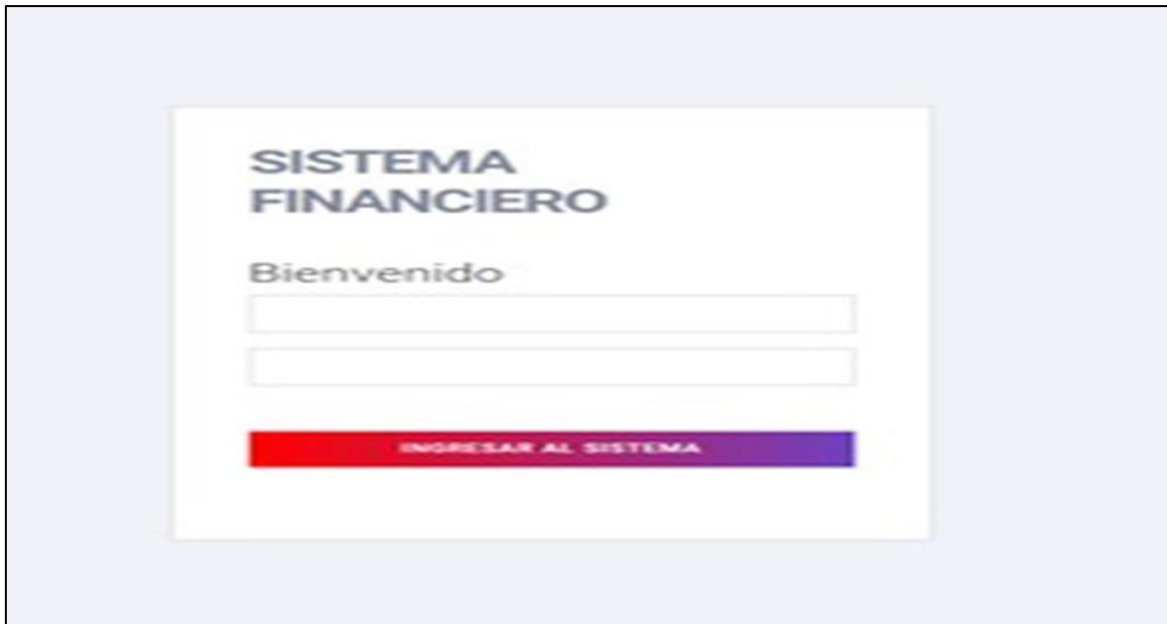 SISTEMA
FINANCIERO
Bienvenido
INGRESAR AL SISTEMA